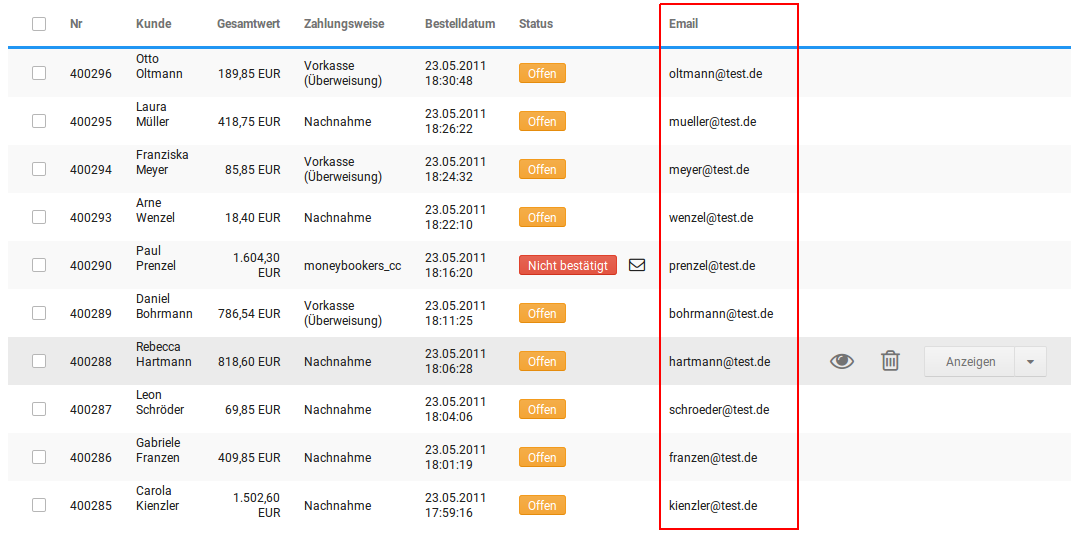 Nr Kunde Gesamtwert Zahlungsweise Bestelldatum Status Email
400296 Otto Oltmann 189,85 EUR Vorkasse (Überweisung) 23.05.2011 18:30:48 Offen oltmann@test.de
400295 Laura Müller 418,75 EUR Nachnahme 23.05.2011 18:26:22 Offen mueller@test.de
400294 Franziska Meyer 85,85 EUR Vorkasse (Überweisung) 23.05.2011 18:24:32 Offen meyer@test.de
400293 Arne Wenzel 18,40 EUR Nachnahme 23.05.2011 18:22:10 Offen wenzel@test.de
400290 Paul Prenzel 1.604,30 EUR moneybookers_cc 23.05.2011 18:16:20 Nicht bestätigt prenzel@test.de
400289 Daniel Bohrmann 786,54 EUR Vorkasse (Überweisung) 23.05.2011 18:11:25 Offen bohrmann@test.de
400288 Rebecca Hartmann 818,60 EUR Nachnahme 23.05.2011 18:06:28 Offen hartmann@test.de Anzeigen
400287 Leon Schröder 69,85 EUR Nachnahme 23.05.2011 18:04:06 Offen schroeder@test.de
400286 Gabriele Franzen 409,85 EUR Nachnahme 23.05.2011 18:01:19 Offen franzen@test.de
400285 Carola Kienzler 1.502,60 EUR Nachnahme 23.05.2011 17:59:16 Offen kienzler@test.de